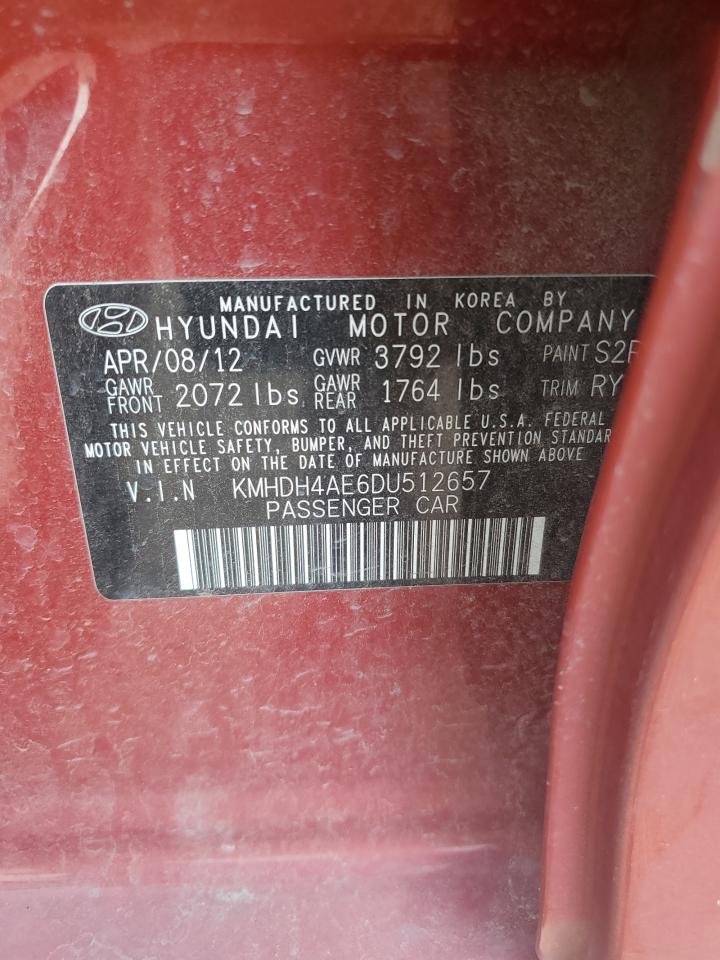 MANUFACTURED IN KOREA BY
HYUNDAI MOTOR COMPANY
APR/08/12 GVWR 3792 lbs PAINT
GAWR FRONT 2072 lbs GAWR REAR 1764 lbs TRIM RY
THIS VEHICLE CONFORMS TO ALL APPLICABLE U.S.A. FEDERAL
MOTOR VEHICLE SAFETY, BUMPER, AND THEFT PREVENTION STANDAR
IN EFFECT ON THE DATE OF MANUFACTURE SHOWN ABOVE
V.I.N KMHDH4AE6DU512657
PASSENGER CAR